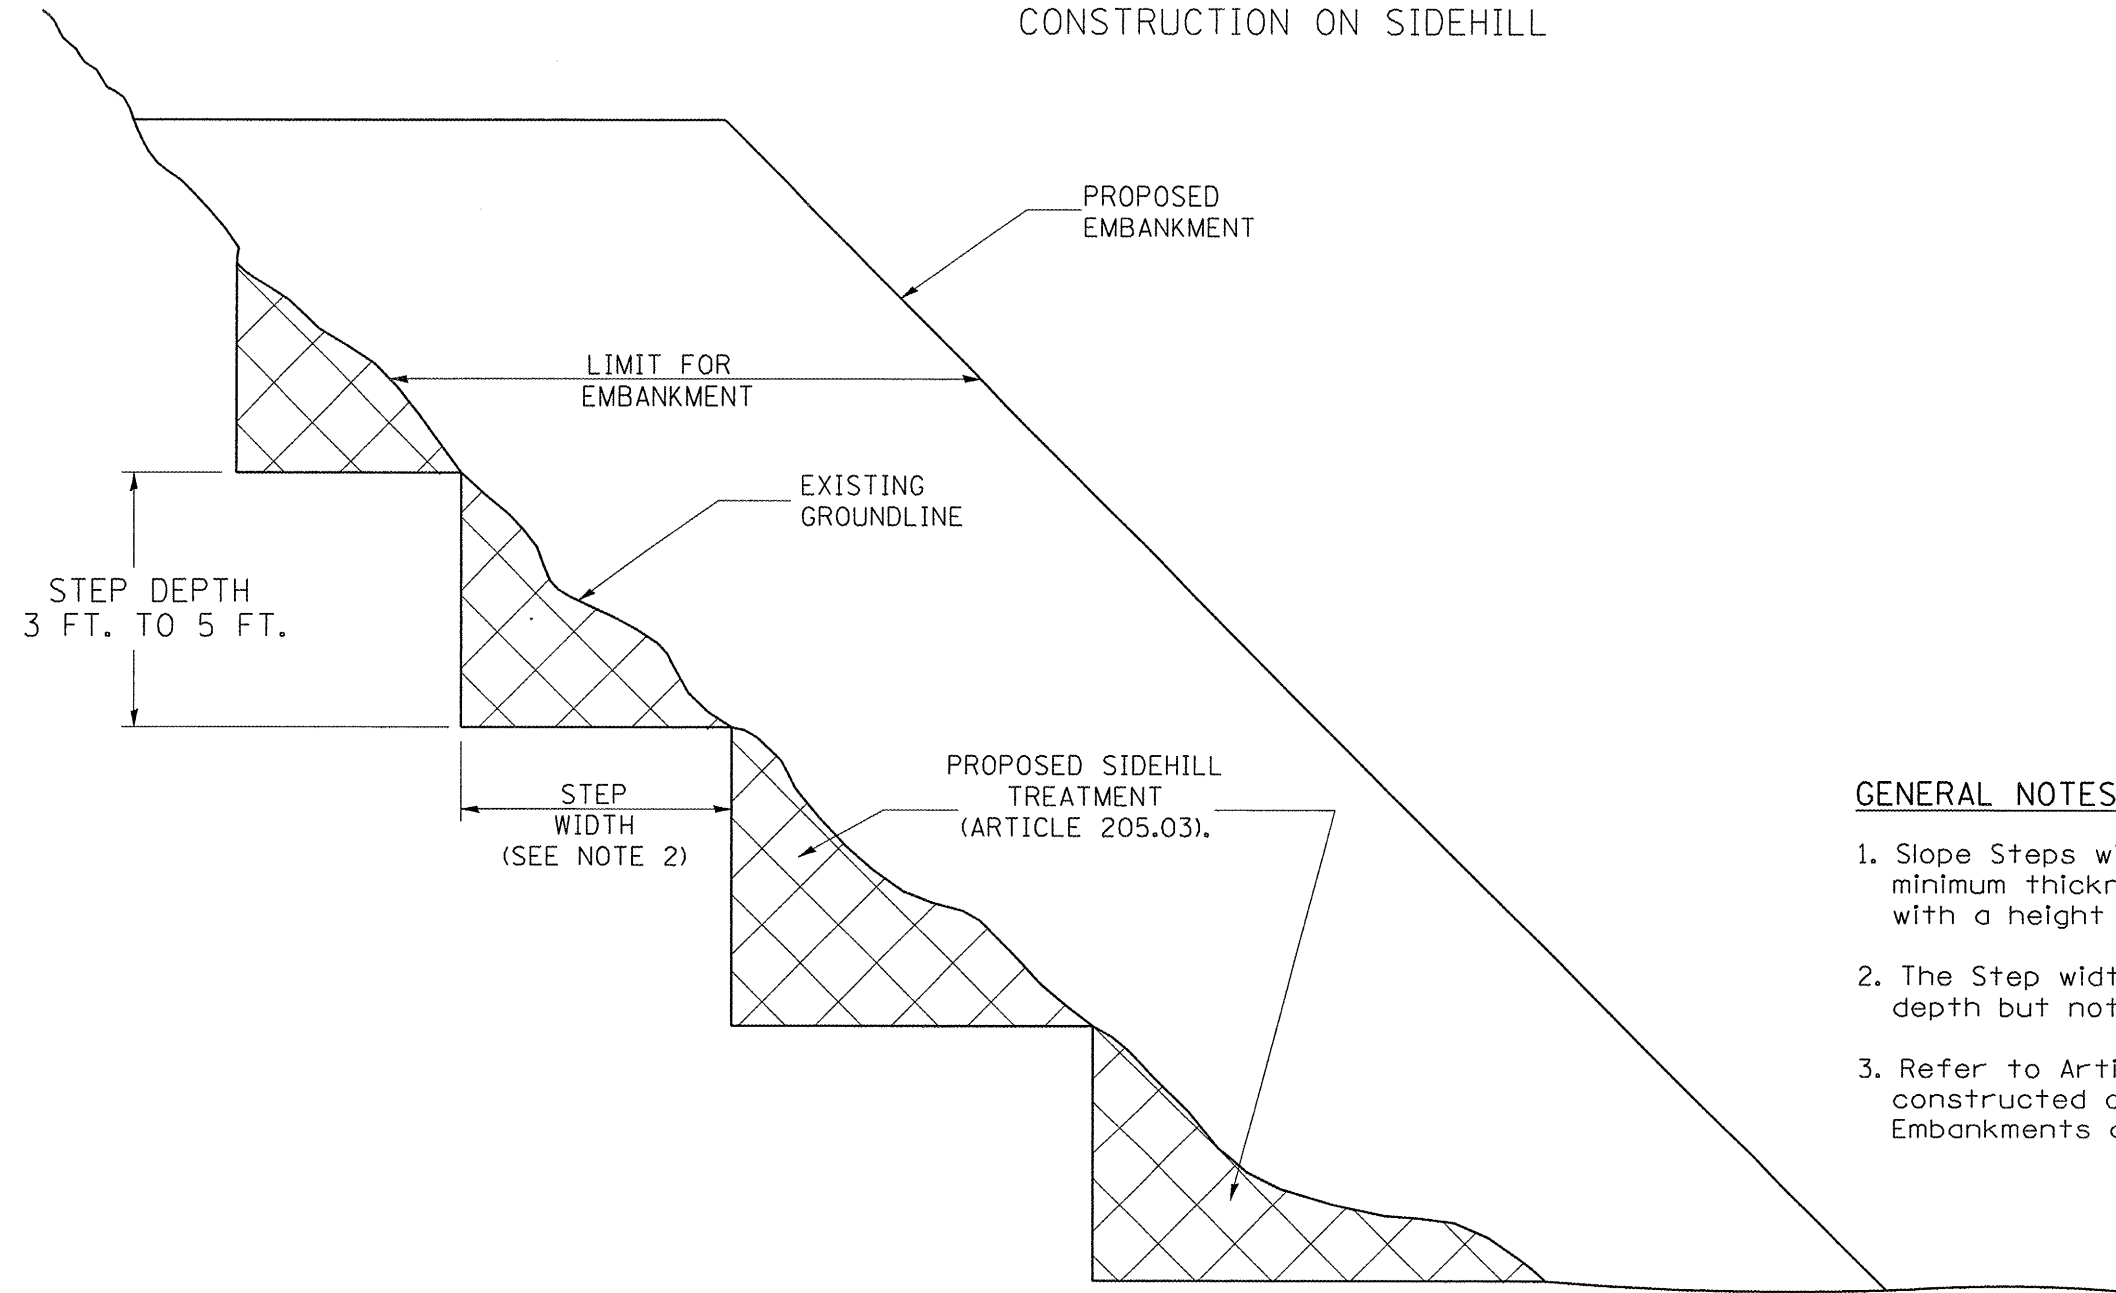 CONSTRUCTION ON SIDEHILL
PROPOSED
EMBANKMENT
LIMIT FOR
EMBANKMENT
EXISTING
GROUNDLINE
STEP DEPTH
3 FT. TO 5 FT.
STEP
WIDTH
(SEE NOTE 2)
PROPOSED SIDEHILL
TREATMENT
(ARTICLE 205.03).
GENERAL NOTES
1. Slope Steps
minimum
with a height
2. The Step
depth but not
3. Refer to
constructed
Embankments